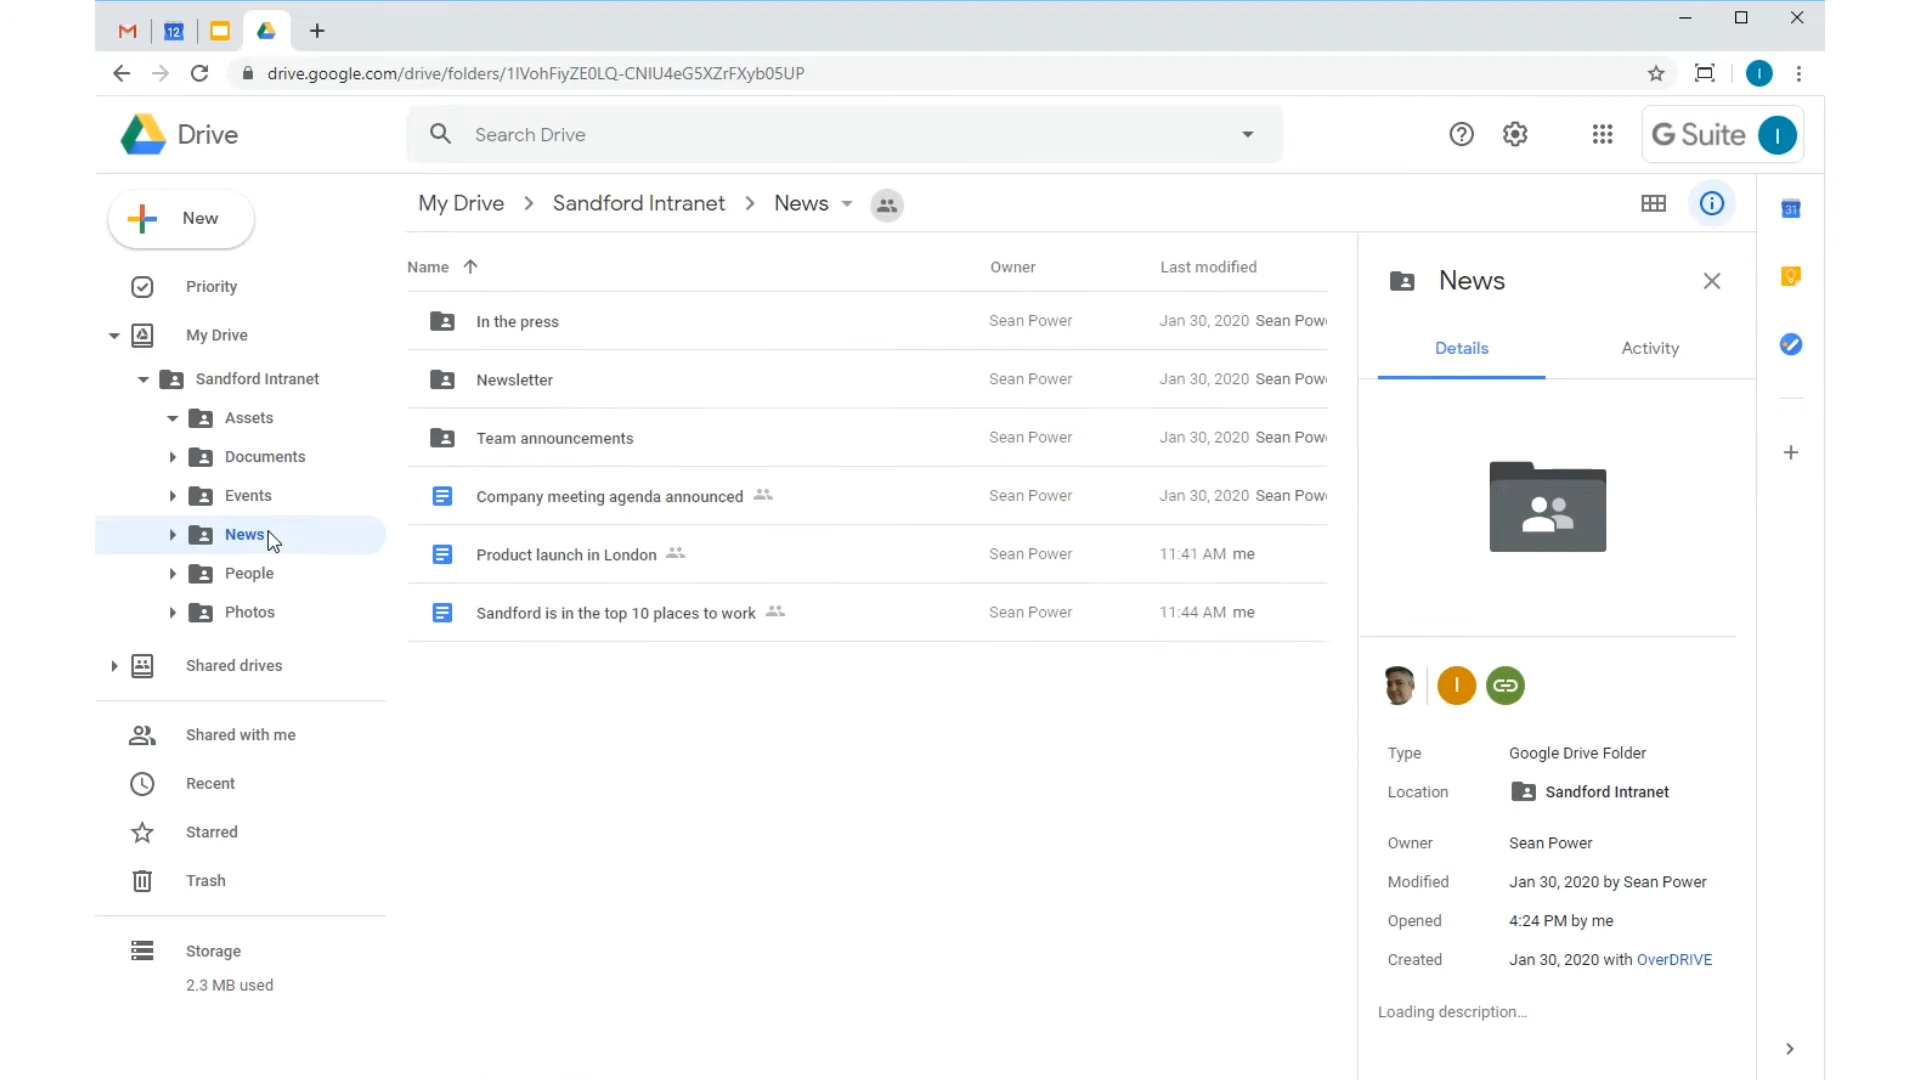 12
drive.google.com/drive/folders/1IVohFiyZE0LQ-CNIU4eG5XZrFXyb05UP
I
Drive
Search Drive
G Suite
I
New
My Drive
Sandford Intranet
News
31
Name
Owner
Last modified
Priority
My Drive
Sandford Intranet
Assets
Documents
Events
News
People
Photos
Shared drives
Shared with me
Recent
Starred
Trash
Storage
2.3 MB used
In the press Sean Power Jan 30, 2020 Sean Pow
Newsletter Sean Power Jan 30, 2020 Sean Pow
Team announcements Sean Power Jan 30, 2020 Sean Pow
Company meeting agenda announced Sean Power Jan 30, 2020 Sean Pow
Product launch in London Sean Power 11:41 AM me
Sandford is in the top 10 places to work Sean Power 11:44 AM me
News
Details
Activity
I
Type Google Drive Folder
Location Sandford Intranet
Owner Sean Power
Modified Jan 30, 2020 by Sean Power
Opened 4:24 PM by me
Created Jan 30, 2020 with OverDRIVE
Loading description...